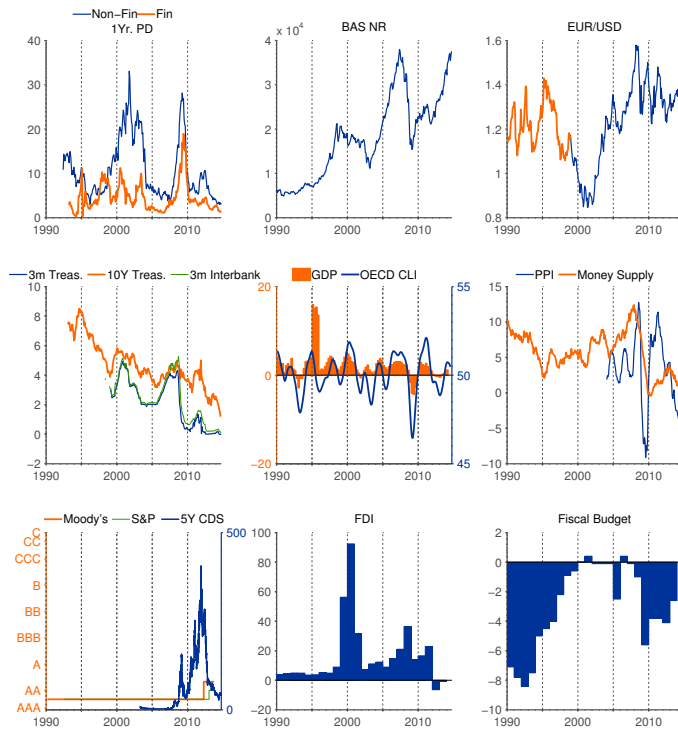 Non−Fin Fin
1Yr. PD
40
30
20
10
0
1990 2000 2010
x 10⁴ BAS NR
4
3
2
1
0
1990 2000 2010
EUR/USD
1.6
1.4
1.2
1
0.8
1990 2000 2010
3m Treas. 10Y Treas. 3m Interbank
10
8
6
4
2
0
−2
1990 2000 2010
GDP OECD CLI
20
0
−20
55
50
45
1990 2000 2010
PPI Money Supply
15
10
5
0
−5
−10
1990 2000 2010
Moody's S&P 5Y CDS
C
CC
CCC
B
BB
BBB
A
AA
AAA
500
0
1990 2000 2010
FDI
100
80
60
40
20
0
−20
1990 2000 2010
Fiscal Budget
2
0
−2
−4
−6
−8
−10
1990 2000 2010